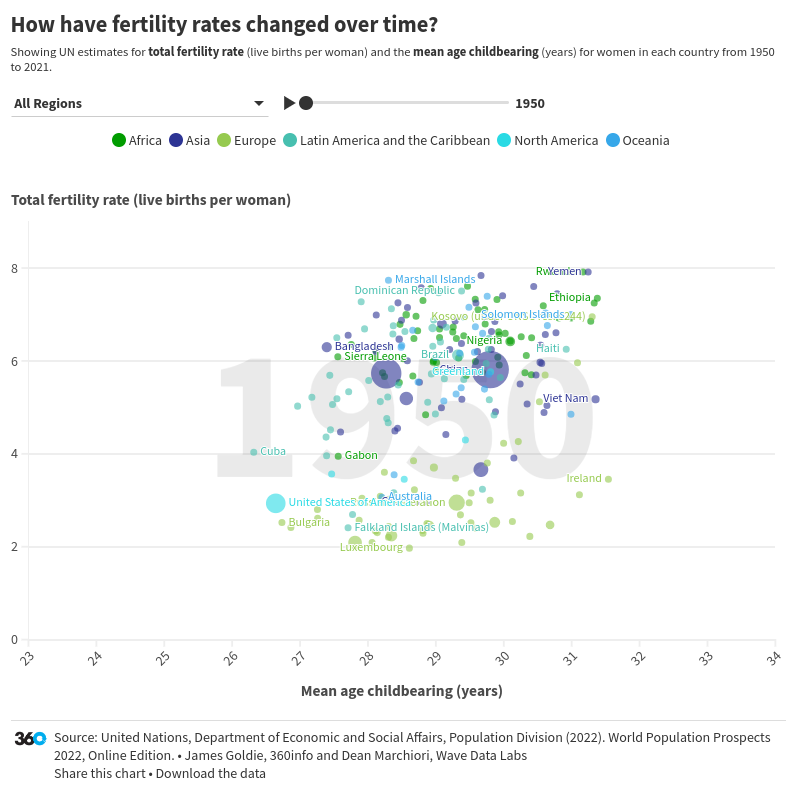 How have fertility rates changed over time?
Showing UN estimates for total fertility rate (live births per woman) and the mean age childbearing (years) for women in each country from 1950
to 2021.
All Regions
1950
Africa Asia Europe Latin America and the Caribbean North America Oceania
Total fertility rate (live births per woman)
1950
8
Marshall Islands
Yemen
Dominican Republic
Ethiopia
Kosovo
Solomon Islands
Nigeria
Bangladesh
Sierra Leone
Brazil
Haiti
6
Greenland
Viet Nam
4
Cuba
Gabon
Ireland
Australia
United States of America
Bulgaria
Falkland Islands (Malvinas)
Luxembourg
2
0
23 24 25 26 27 28 29 30 31 32 33 34
Mean age childbearing (years)
360
Source: United Nations, Department of Economic and Social Affairs, Population Division (2022). World Population Prospects
2022, Online Edition. • James Goldie, 360info and Dean Marchiori, Wave Data Labs
Share this chart • Download the data